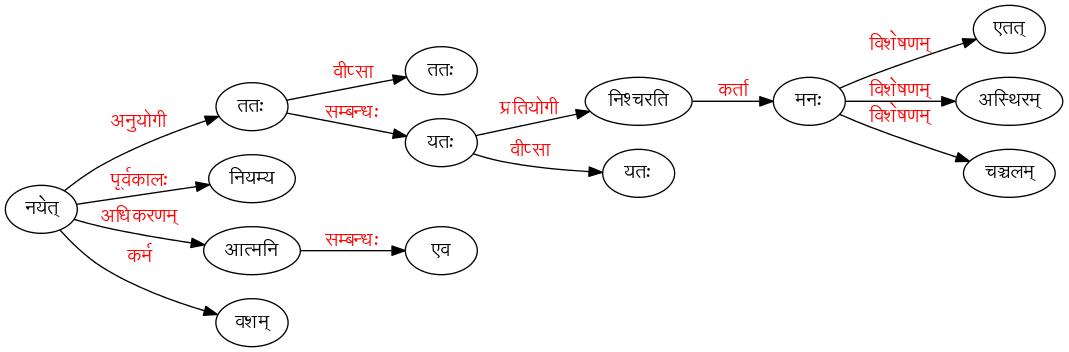 एतत्
विशेषणम्
ततः
वीप्सा
ततः
सम्बन्धः
अनुयोगी
यतः
प्रतियोगी
निश्चरति
कर्ता
मनः
विशेषणम्
अस्थिरम्
विशेषणम्
चञ्चलम्
वीप्सा
यतः
नयेत्
पूर्वकालः
नियम्य
अधिकरणम्
आत्मनि
सम्बन्धः
एव
कर्म
वशम्